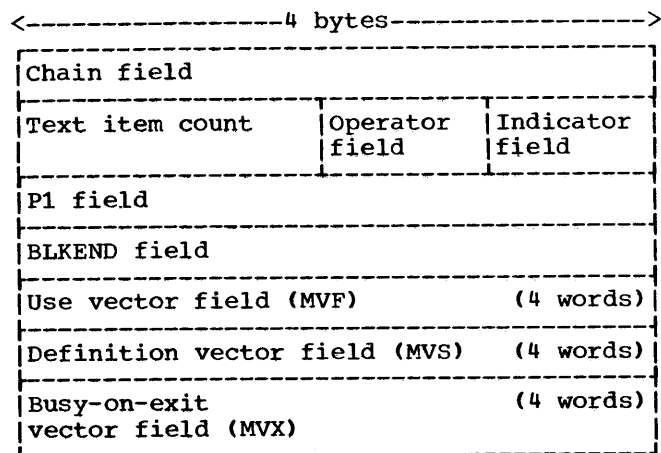 <-----------------4 bytes----------------->
Chain field
Text item count |Operator field |Indicator field
P1 field
BLKEND field
Use vector field (MVF) (4 words)
Definition vector field (MVS) (4 words)
Busy-on-exit (4 words)
vector field (MVX)